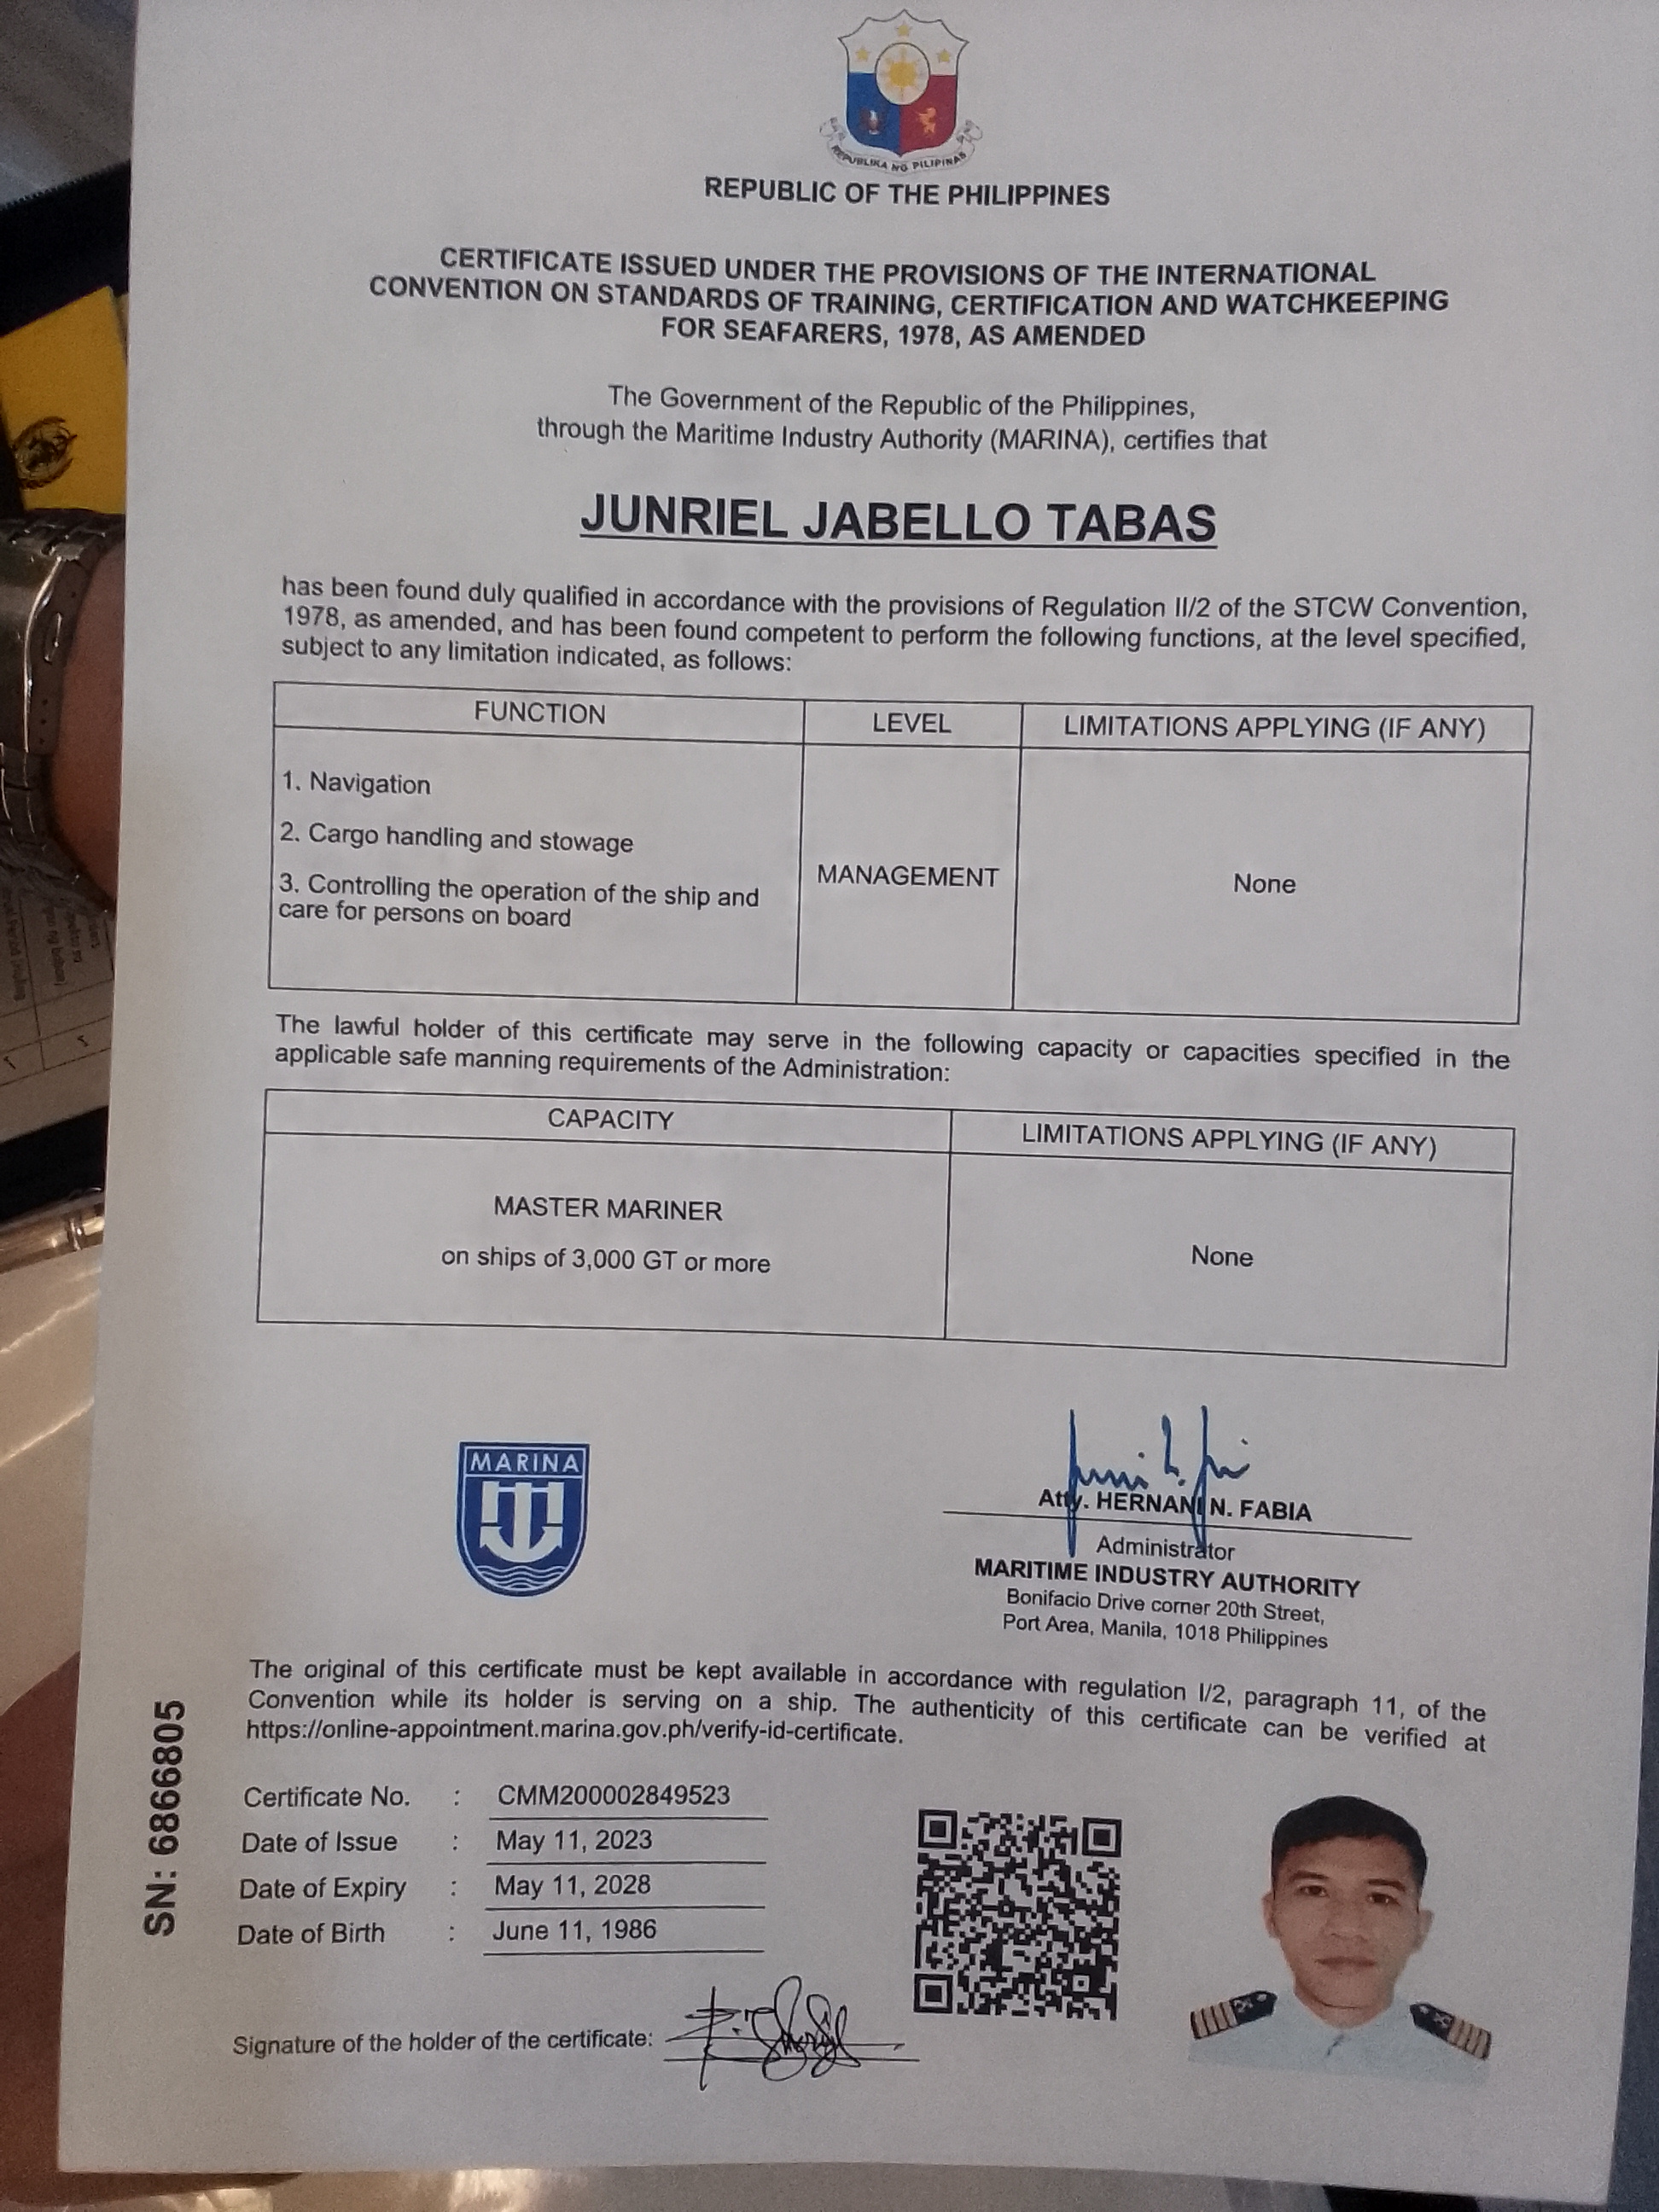 REPUBLIKA NG PILIPINAS
REPUBLIC OF THE PHILIPPINES
CERTIFICATE ISSUED UNDER THE PROVISIONS OF THE INTERNATIONAL
CONVENTION ON STANDARDS OF TRAINING, CERTIFICATION AND WATCHKEEPING
FOR SEAFARERS, 1978, AS AMENDED
The Government of the Republic of the Philippines,
through the Maritime Industry Authority (MARINA), certifies that
JUNRIEL JABELLO TABAS
has been found duly qualified in accordance with the provisions of Regulation II/2 of the STCW Convention,
1978, as amended, and has been found competent to perform the following functions, at the level specified,
subject to any limitation indicated, as follows:
FUNCTION LEVEL LIMITATIONS APPLYING (IF ANY)
1. Navigation
2. Cargo handling and stowage
3. Controlling the operation of the ship and
care for persons on board
MANAGEMENT
None
The lawful holder of this certificate may serve in the following capacity or capacities specified in the
applicable safe manning requirements of the Administration:
CAPACITY LIMITATIONS APPLYING (IF ANY)
MASTER MARINER
on ships of 3,000 GT or more
None
MARINA
Atty. HERNANI N. FABIA
Administrator
MARITIME INDUSTRY AUTHORITY
Bonifacio Drive corner 20th Street,
Port Area, Manila, 1018 Philippines
The original of this certificate must be kept available in accordance with regulation I/2, paragraph 11, of the
Convention while its holder is serving on a ship. The authenticity of this certificate can be verified at
https://online-appointment.marina.gov.ph/verify-id-certificate.
SN: 6866805
Certificate No. : CMM200002849523
Date of Issue : May 11, 2023
Date of Expiry : May 11, 2028
Date of Birth : June 11, 1986
Signature of the holder of the certificate: